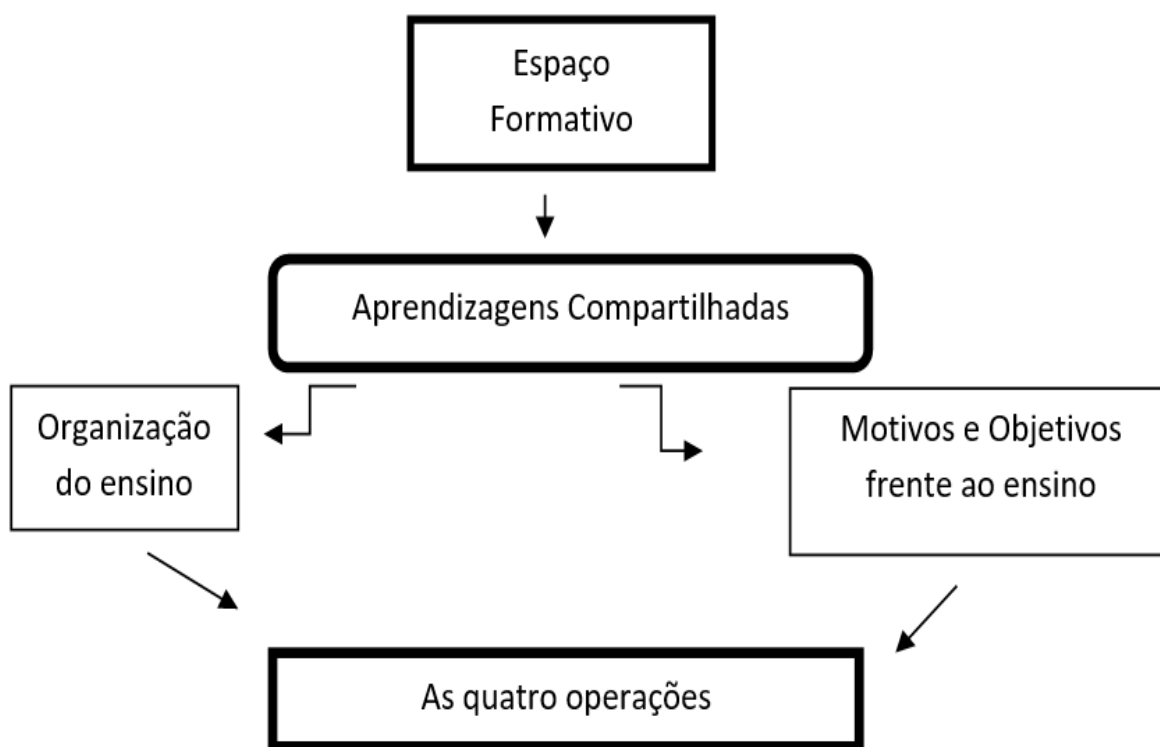 Espaço
Formativo
Aprendizagens Compartilhadas
Organização
do ensino
Motivos e Objetivos
frente ao ensino
As quatro operações